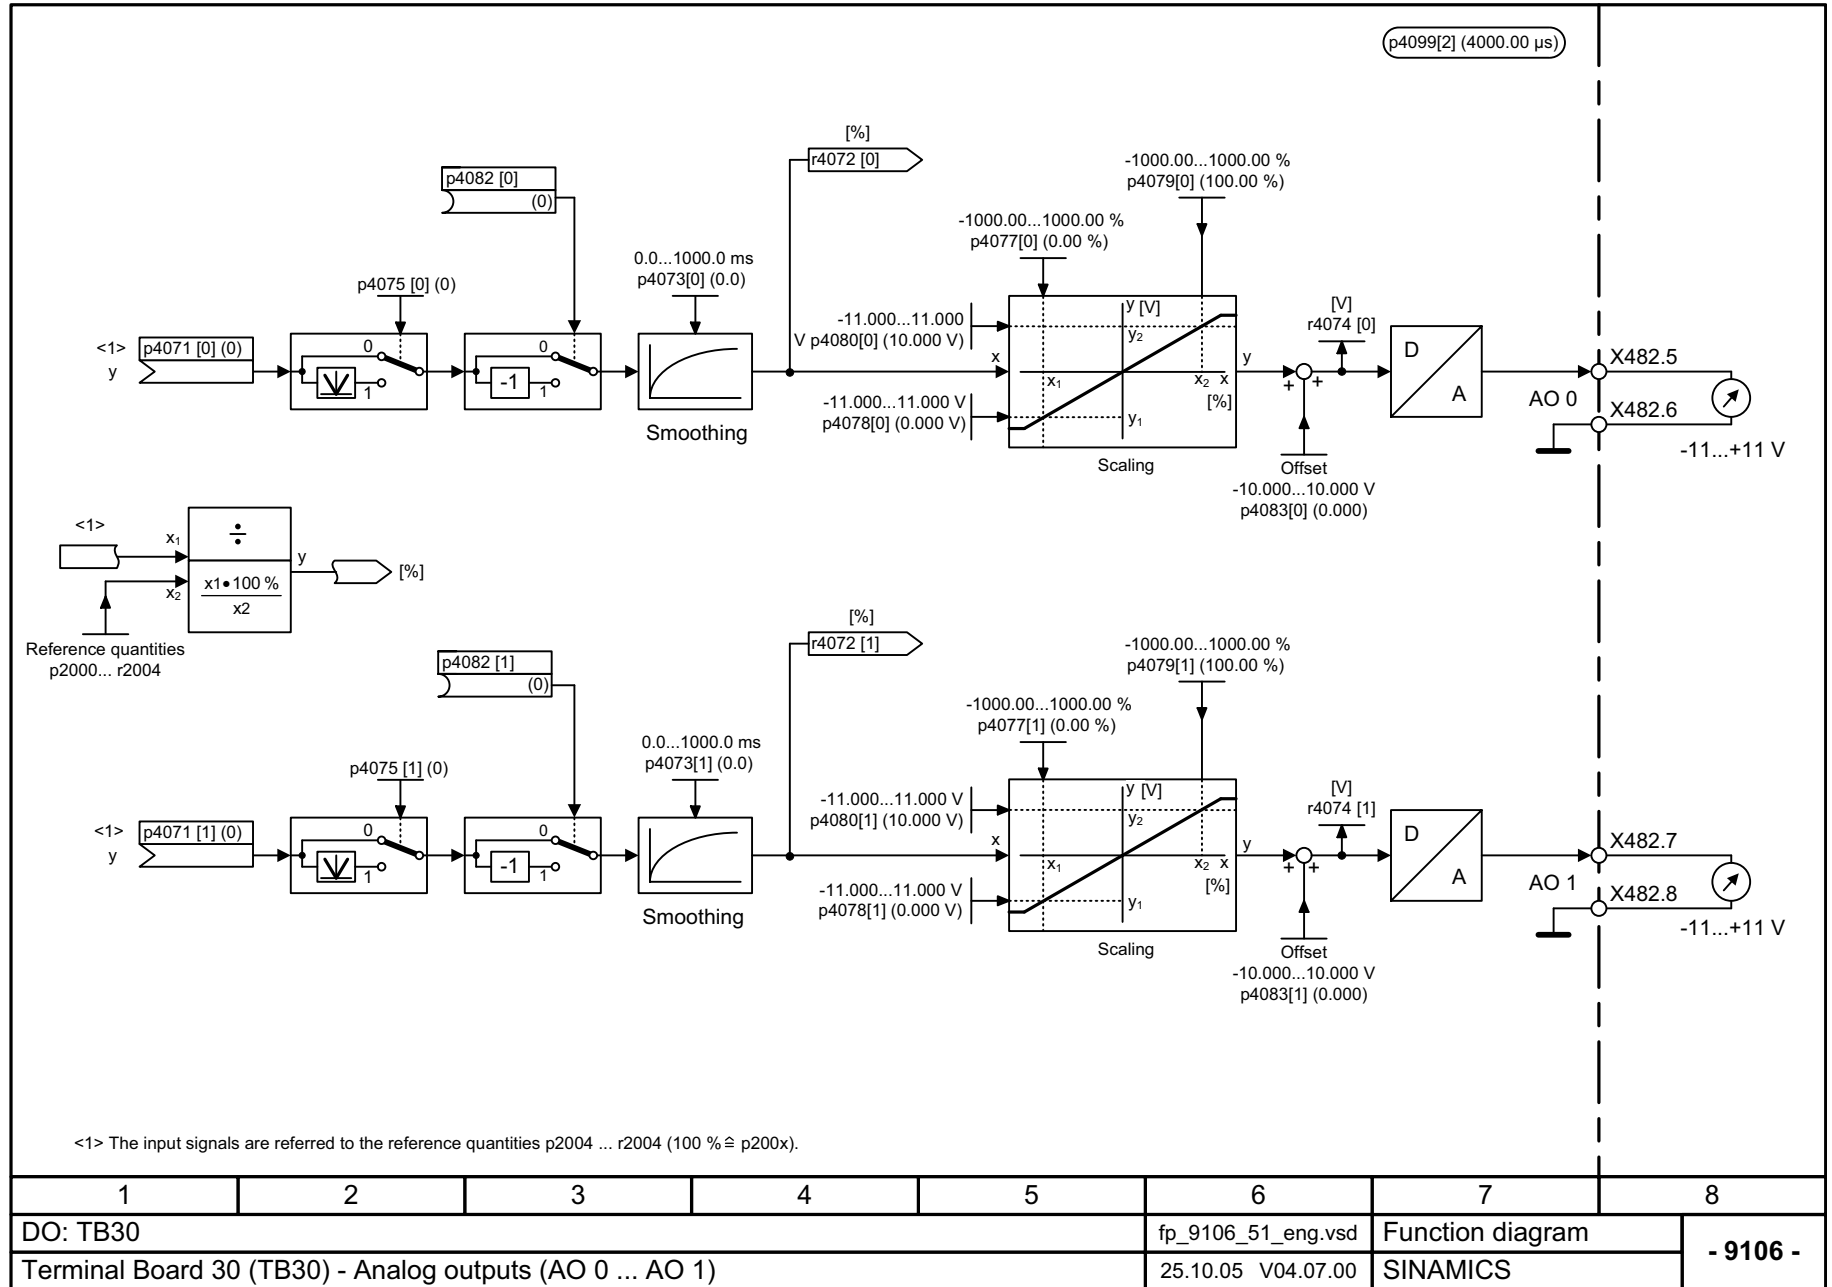 p4099[2] (4000.00 µs)
[%]
r4072 [0]
-1000.00...1000.00 %
p4079[0] (100.00 %)
p4082 [0]
(0)
-1000.00...1000.00 %
p4077[0] (0.00 %)
0.0...1000.0 ms
p4073[0] (0.0)
p4075 [0] (0)
<1>
y
p4071 [0] (0)
0
1
0
-1
1
Smoothing
-11.000...11.000
V p4080[0] (10.000 V)
x
-11.000...11.000 V
p4078[0] (0.000 V)
y [V]
y2
x1
x2 x
[%]
y1
Scaling
y
+ +
Offset
-10.000...10.000 V
p4083[0] (0.000)
[V]
r4074 [0]
D
A
AO 0
X482.5
X482.6
-11...+11 V
<1>
x1
x2
÷
x1•100 %
x2
y
[%]
Reference quantities
p2000... r2004
[%]
r4072 [1]
-1000.00...1000.00 %
p4079[1] (100.00 %)
p4082 [1]
(0)
-1000.00...1000.00 %
p4077[1] (0.00 %)
0.0...1000.0 ms
p4073[1] (0.0)
p4075 [1] (0)
<1>
y
p4071 [1] (0)
0
1
0
-1
1
Smoothing
-11.000...11.000 V
p4080[1] (10.000 V)
x
-11.000...11.000 V
p4078[1] (0.000 V)
y [V]
y2
x1
x2 x
[%]
y1
Scaling
y
+ +
Offset
-10.000...10.000 V
p4083[1] (0.000)
[V]
r4074 [1]
D
A
AO 1
X482.7
X482.8
-11...+11 V
<1> The input signals are referred to the reference quantities p2004 ... r2004 (100 % ≙ p200x).
1 2 3 4 5 6 7 8
DO: TB30 fp_9106_51_eng.vsd Function diagram
- 9106 -
Terminal Board 30 (TB30) - Analog outputs (AO 0 ... AO 1) 25.10.05 V04.07.00 SINAMICS